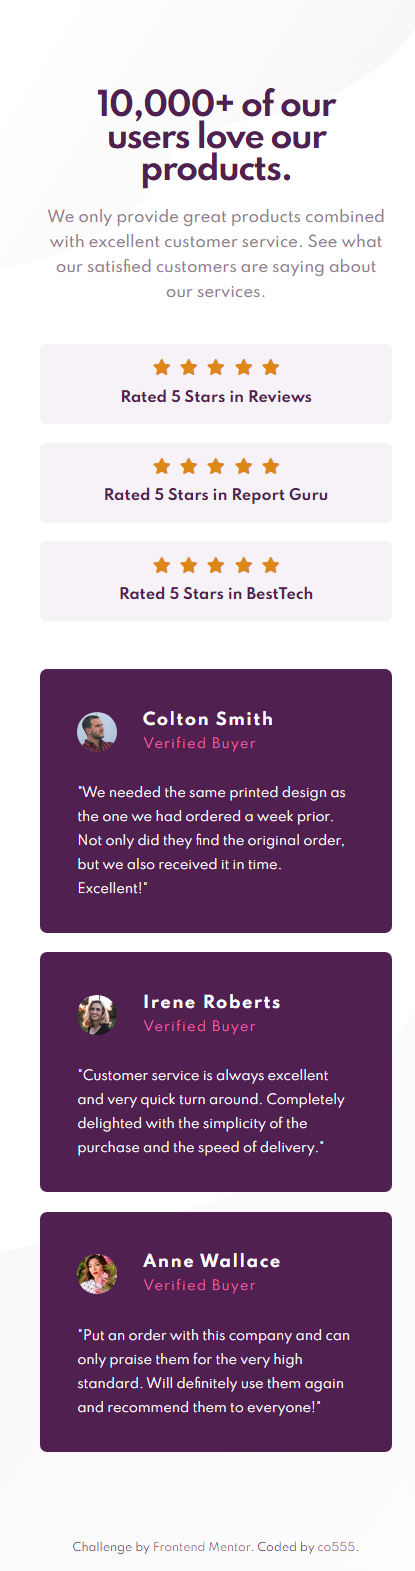 10,000+ of our
users love our
products.
We only provide great products combined
with excellent customer service. See what
our satisfied customers are saying about
our services.
Rated 5 Stars in Reviews
Rated 5 Stars in Report Guru
Rated 5 Stars in BestTech
Colton Smith
Verified Buyer
"We needed the same printed design as
the one we had ordered a week prior.
Not only did they find the original order,
but we also received it in time.
Excellent!"
Irene Roberts
Verified Buyer
"Customer service is always excellent
and very quick turn around. Completely
delighted with the simplicity of the
purchase and the speed of delivery."
Anne Wallace
Verified Buyer
"Put an order with this company and can
only praise them for the very high
standard. Will definitely use them again
and recommend them to everyone!"
Challenge by Frontend Mentor. Coded by co555.